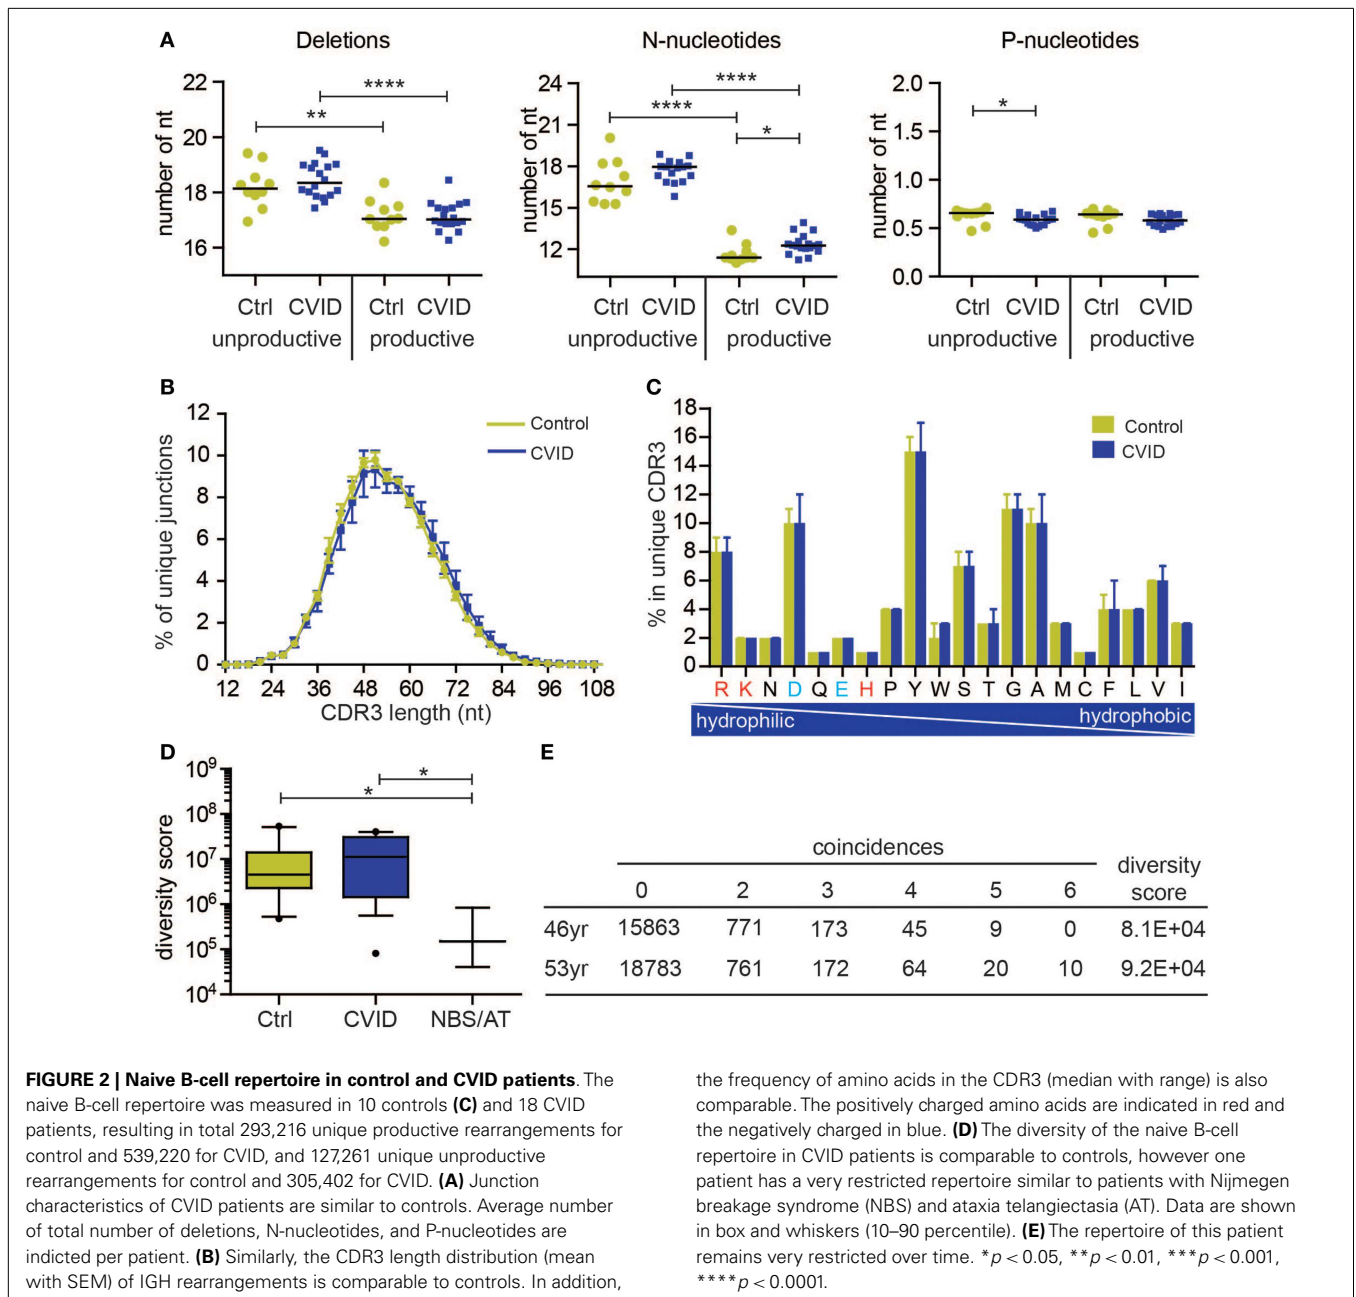 A
Deletions
N-nucleotides
P-nucleotides
number of nt
22
20
18
16
**
****
Ctrl CVID Ctrl CVID
unproductive productive
number of nt
24
21
18
15
12
****
****
*
Ctrl CVID Ctrl CVID
unproductive productive
number of nt
2.0
1.5
1.0
0.5
0.0
*
Ctrl CVID Ctrl CVID
unproductive productive
B
% of unique junctions
12
10
8
6
4
2
0
Control
CVID
12 24 36 48 60 72 84 96 108
CDR3 length (nt)
C
% in unique CDR3
18
16
14
12
10
8
6
4
2
0
Control
CVID
R K N D Q E H P Y W S T G A M C F L V I
hydrophilic hydrophobic
D
diversity score
10⁹
10⁸
10⁷
10⁶
10⁵
10⁴
*
*
Ctrl CVID NBS/AT
E
coincidences diversity
0 2 3 4 5 6 score
46yr 15863 771 173 45 9 0 8.1E+04
53yr 18783 761 172 64 20 10 9.2E+04
FIGURE 2 | Naive B-cell repertoire in control and CVID patients. The
naive B-cell repertoire was measured in 10 controls (C) and 18 CVID
patients, resulting in total 293,216 unique productive rearrangements for
control and 539,220 for CVID, and 127,261 unique unproductive
rearrangements for control and 305,402 for CVID. (A) Junction
characteristics of CVID patients are similar to controls. Average number
of total number of deletions, N-nucleotides, and P-nucleotides are
indicted per patient. (B) Similarly, the CDR3 length distribution (mean
with SEM) of IGH rearrangements is comparable to controls. In addition,
the frequency of amino acids in the CDR3 (median with range) is also
comparable. The positively charged amino acids are indicated in red and
the negatively charged in blue. (D) The diversity of the naive B-cell
repertoire in CVID patients is comparable to controls, however one
patient has a very restricted repertoire similar to patients with Nijmegen
breakage syndrome (NBS) and ataxia telangiectasia (AT). Data are shown
in box and whiskers (10–90 percentile). (E) The repertoire of this patient
remains very restricted over time. *p < 0.05, **p < 0.01, ***p < 0.001,
****p < 0.0001.